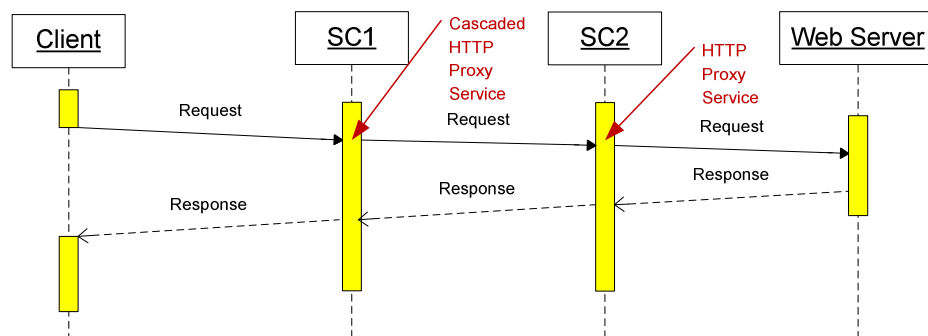 Client
SC1
SC2
Web Server
Cascaded
HTTP
Proxy
Service
HTTP
Proxy
Service
Request
Request
Request
Response
Response
Response